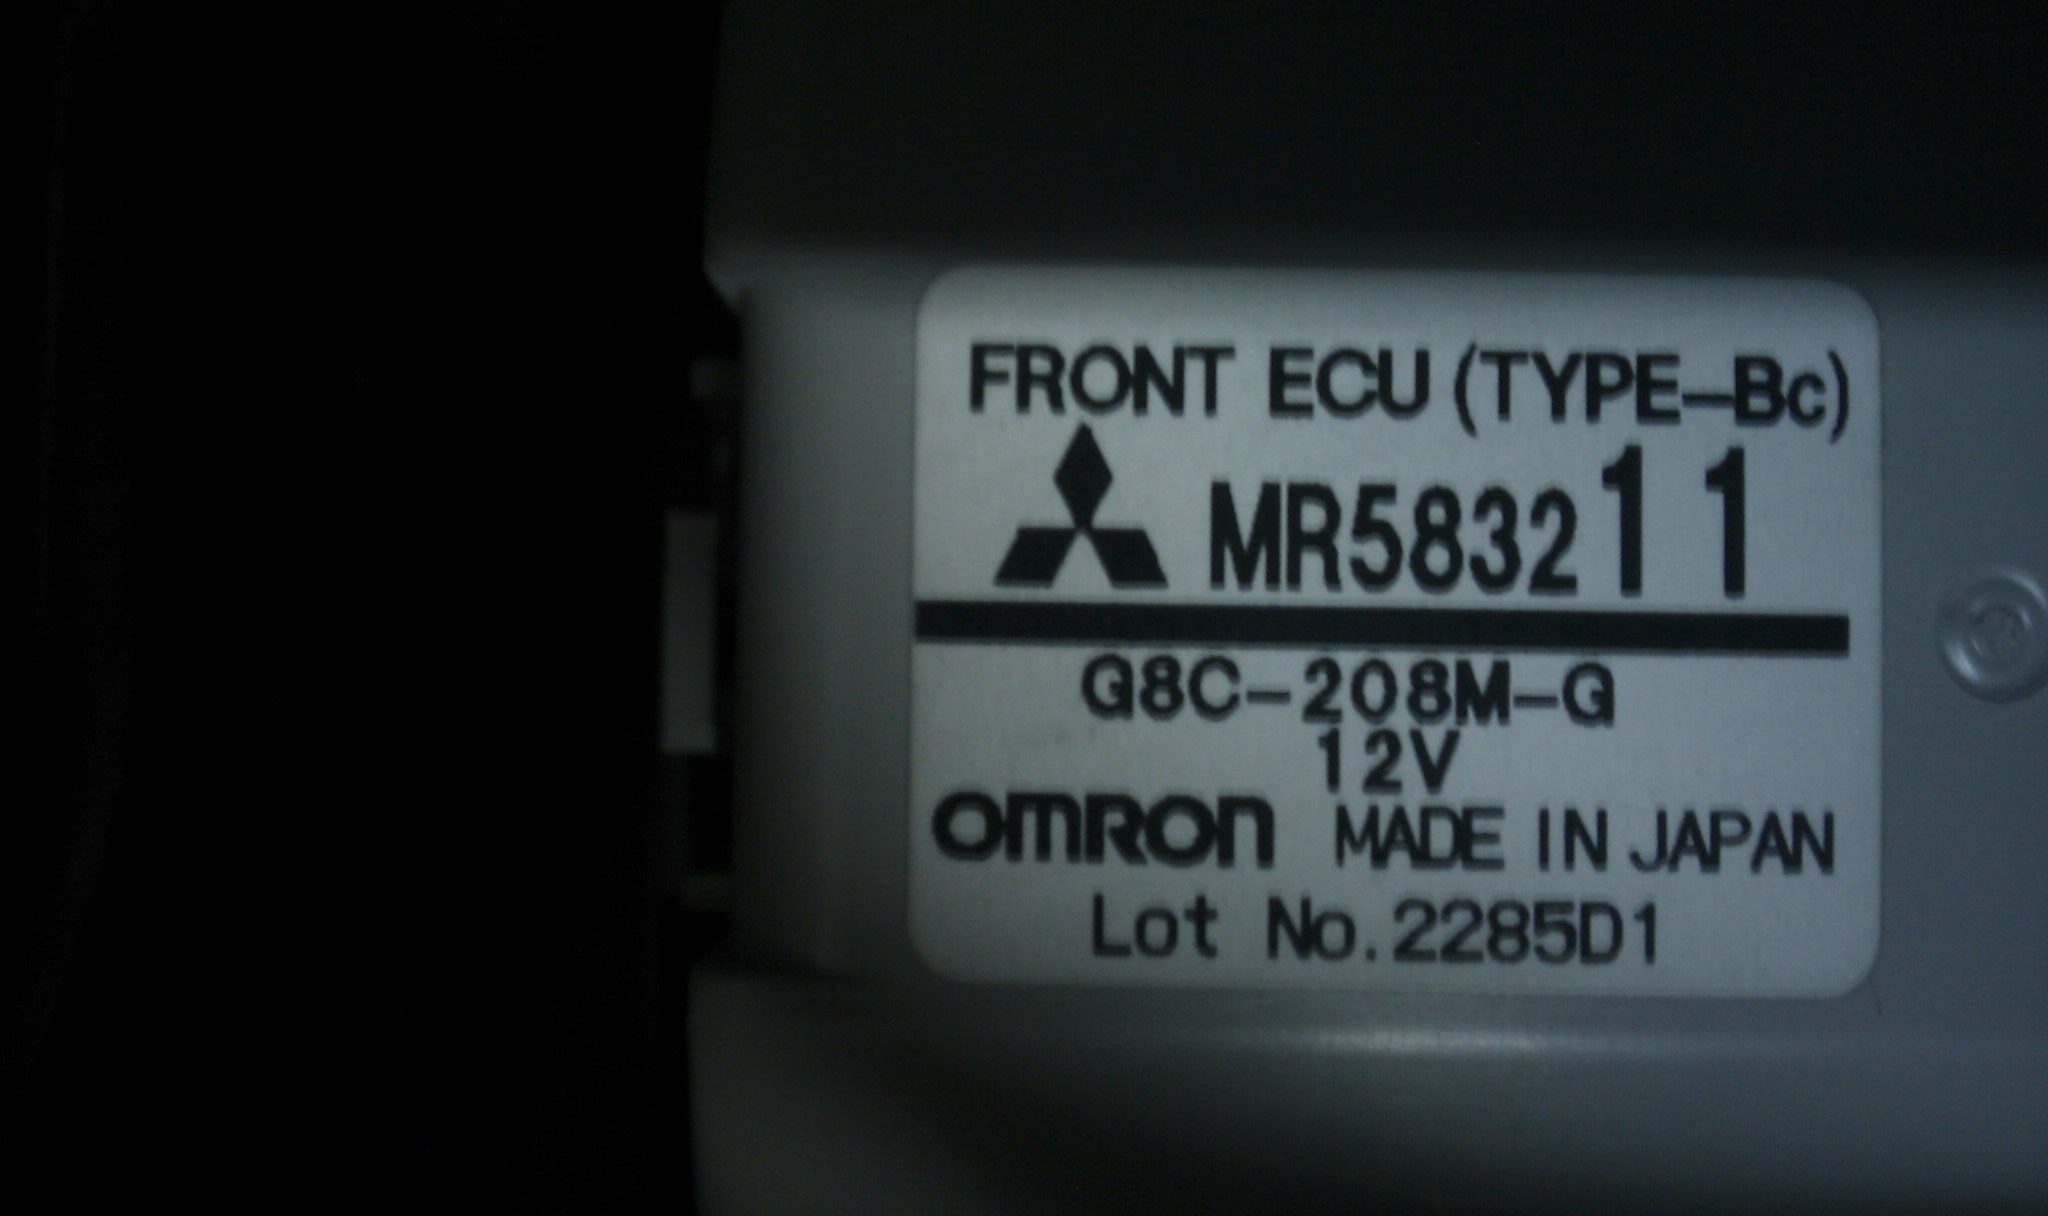 FRONT ECU (TYPE-Bc)
MR583211
G8C-208M-G
12V
OMRON MADE IN JAPAN
Lot No.2285D1